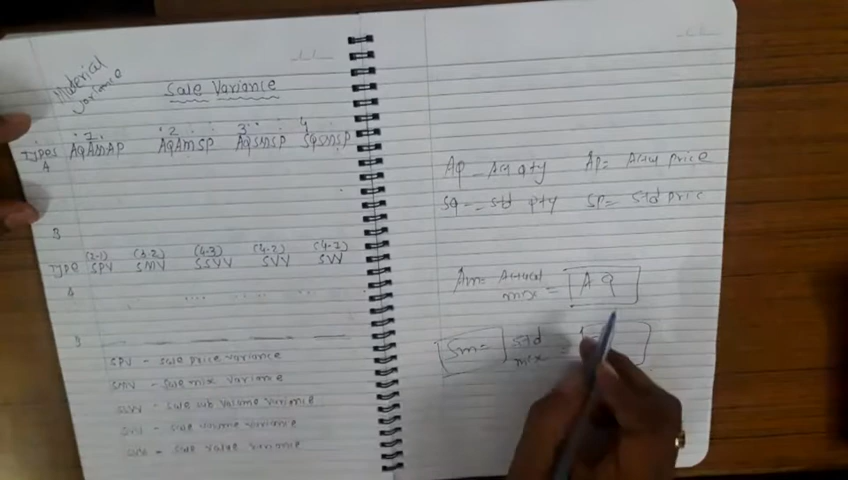 Material
variance
Sale Variance
1 2 3 4
Types AQAMAP AQAMSP AQSMSP SQSMSP
A
B
(2-1) (3-2) (4-3) (4-2) (4-1)
TYPE SPV SMV SSVV SVV SVV
A
B
SPV - Sale price variance
SMV - Sale mix variance
SSVV - Sale sub volume variance
SVV - Sale volume variance
SVV - Sale value variance
AQ - Act qty AP = Actu price
SQ - Std qty SP = Std price
Am = Actual
mix = AQ
Sm = Std
mix =